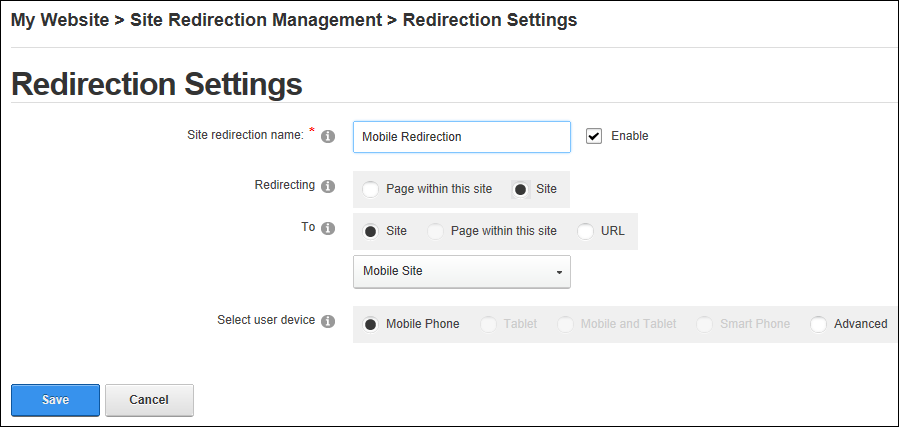 My Website > Site Redirection Management > Redirection Settings
Redirection Settings
Site redirection name: * Mobile Redirection Enable
Redirecting Page within this site Site
To Site Page within this site URL
Mobile Site
Select user device Mobile Phone Tablet Mobile and Tablet Smart Phone Advanced
Save Cancel